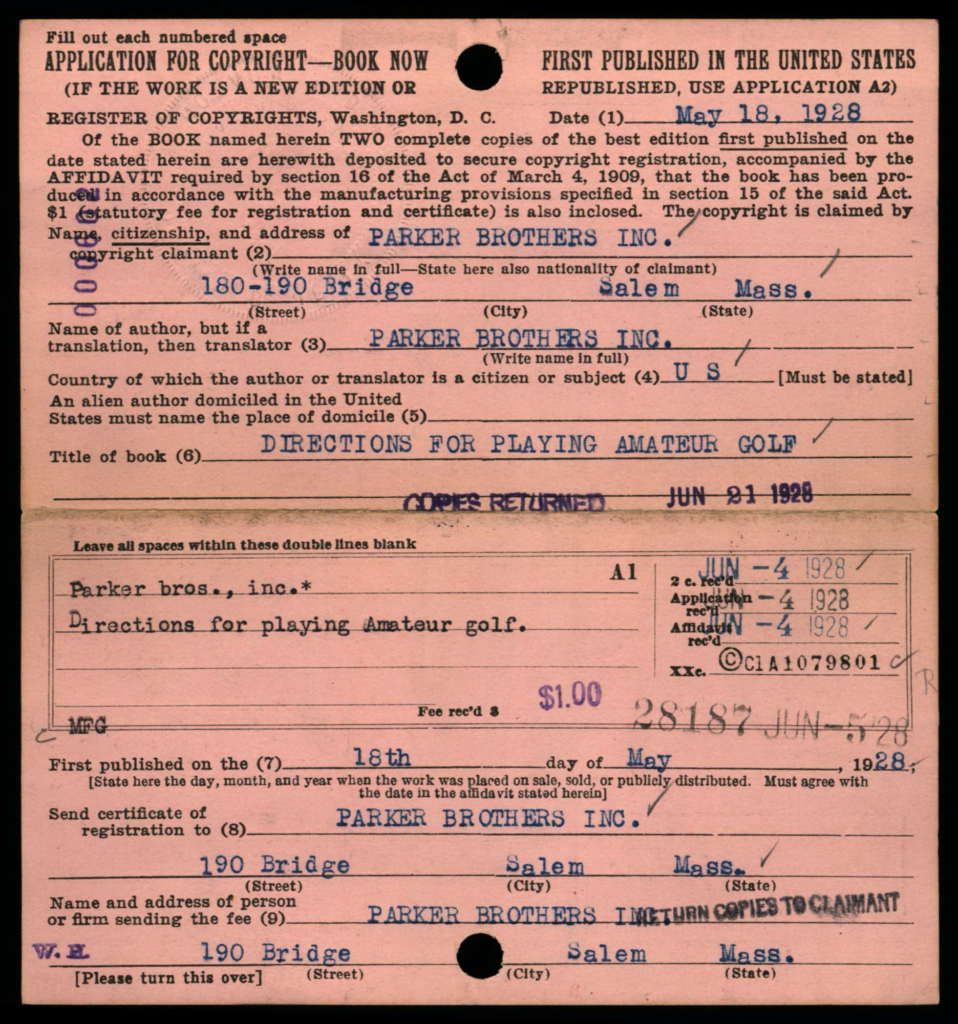 Fill out each numbered space
APPLICATION FOR COPYRIGHT—BOOK NOW FIRST PUBLISHED IN THE UNITED STATES
(IF THE WORK IS A NEW EDITION OR REPUBLISHED, USE APPLICATION A2)
REGISTER OF COPYRIGHTS, Washington, D. C. Date (1) May 18, 1928
Of the BOOK named herein TWO complete copies of the best edition first published on the
date stated herein are herewith deposited to secure copyright registration, accompanied by the
AFFIDAVIT required by section 16 of the Act of March 4, 1909, that the book has been pro-
duced in accordance with the manufacturing provisions specified in section 15 of the said Act.
$1 (statutory fee for registration and certificate) is also inclosed. The copyright is claimed by
Name, citizenship, and address of PARKER BROTHERS INC.
copyright claimant (2)
(Write name in full—State here also nationality of claimant)
180-190 Bridge Salem Mass.
(Street) (City) (State)
Name of author, but if a
translation, then translator (3) PARKER BROTHERS INC.
(Write name in full)
Country of which the author or translator is a citizen or subject (4) U S [Must be stated]
An alien author domiciled in the United
States must name the place of domicile (5)
Title of book (6) DIRECTIONS FOR PLAYING AMATEUR GOLF
COPIES RETURNED JUN 21 1928
Leave all spaces within these double lines blank
A1
Parker bros., inc.*
Directions for playing Amateur golf.
2 c. rec'd JUN -4 1928
Application rec'd JUN -4 1928
Affidavit rec'd JUN -4 1928
XXc. ©Cl A 1079801
R
Fee rec'd $ $1.00
28187 JUN -5 '28
MFG
First published on the (7) 18th day of May, 1928;
[State here the day, month, and year when the work was placed on sale, sold, or publicly distributed. Must agree with
the date in the affidavit stated herein]
Send certificate of
registration to (8) PARKER BROTHERS INC.
190 Bridge Salem Mass.
(Street) (City) (State)
Name and address of person
or firm sending the fee (9) PARKER BROTHERS INC
RETURN COPIES TO CLAIMANT
W. H. 190 Bridge Salem Mass.
[Please turn this over] (Street) (City) (State)